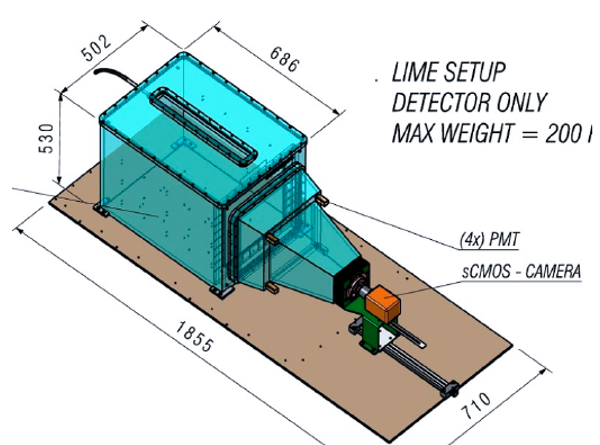 502
686
530
. LIME SETUP
DETECTOR ONLY
MAX WEIGHT = 200
(4x) PMT
sCMOS - CAMERA
1855
710